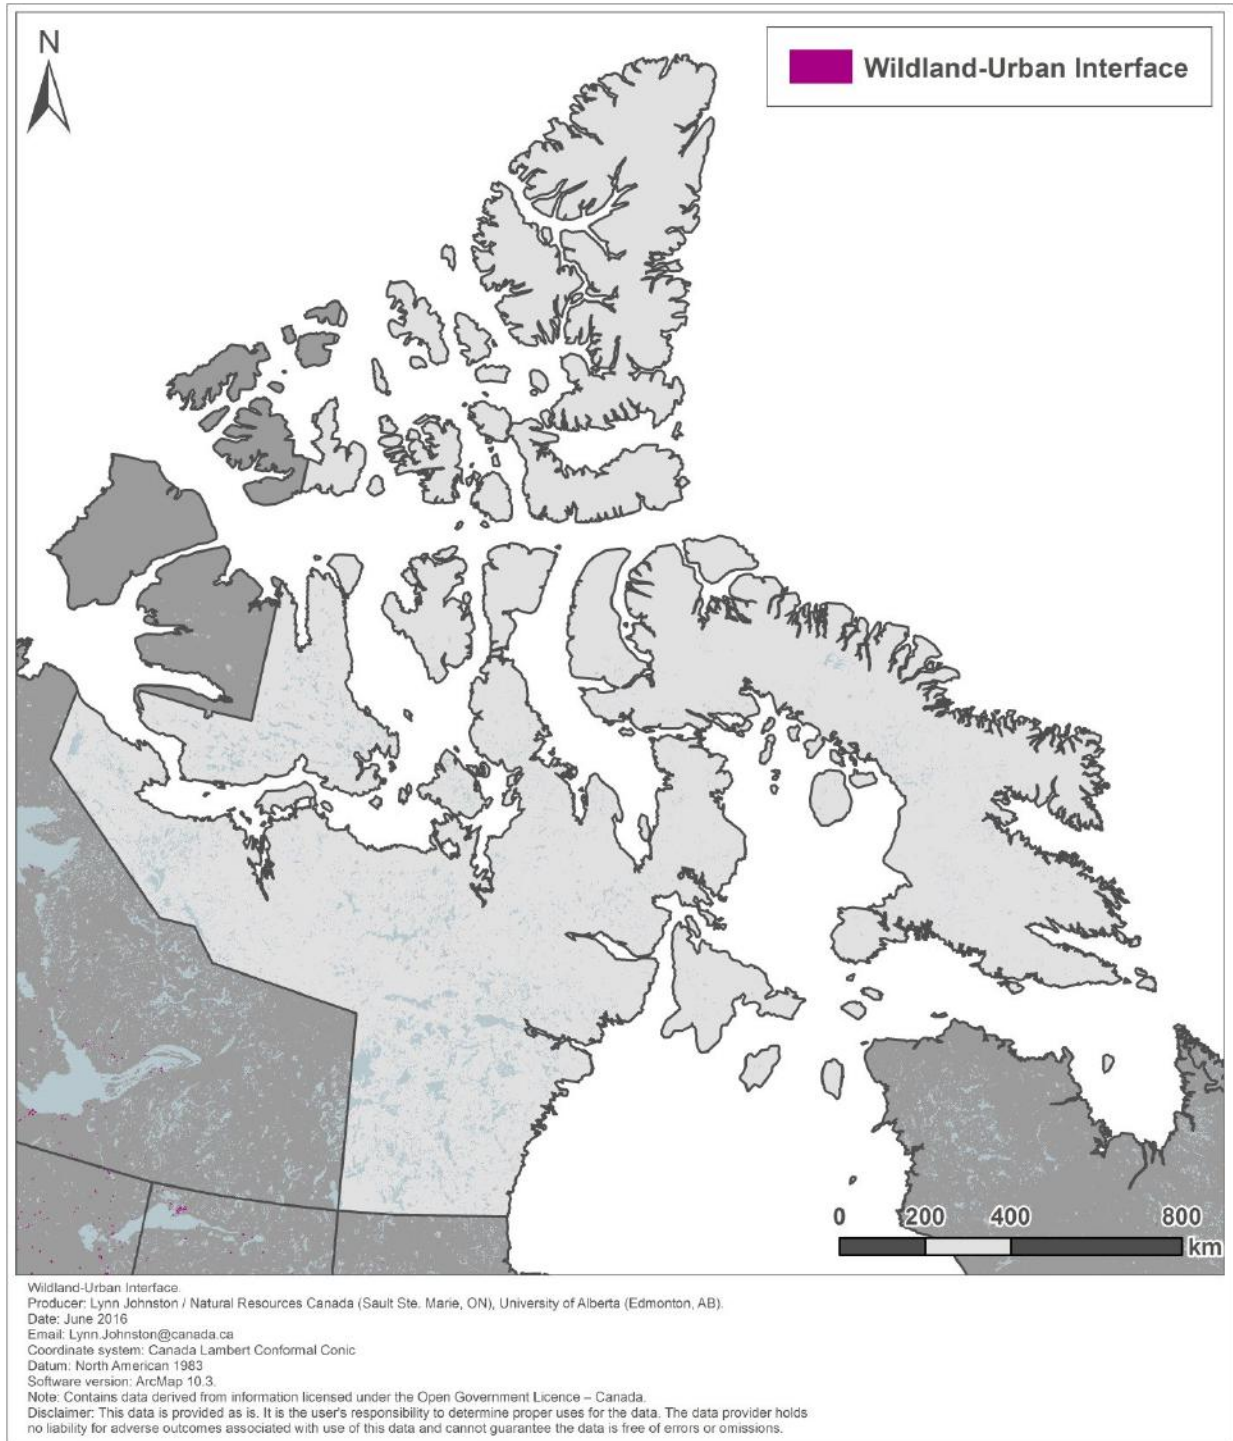 N
Wildland-Urban Interface
0 200 400 800
km
Wildland-Urban Interface.
Producer: Lynn Johnston / Natural Resources Canada (Sault Ste. Marie, ON), University of Alberta (Edmonton, AB).
Date: June 2016
Email: Lynn.Johnston@canada.ca
Coordinate system: Canada Lambert Conformal Conic
Datum: North American 1983
Software version: ArcMap 10.3.
Note: Contains data derived from information licensed under the Open Government Licence – Canada.
Disclaimer: This data is provided as is. It is the user's responsibility to determine proper uses for the data. The data provider holds
no liability for adverse outcomes associated with use of this data and cannot guarantee the data is free of errors or omissions.